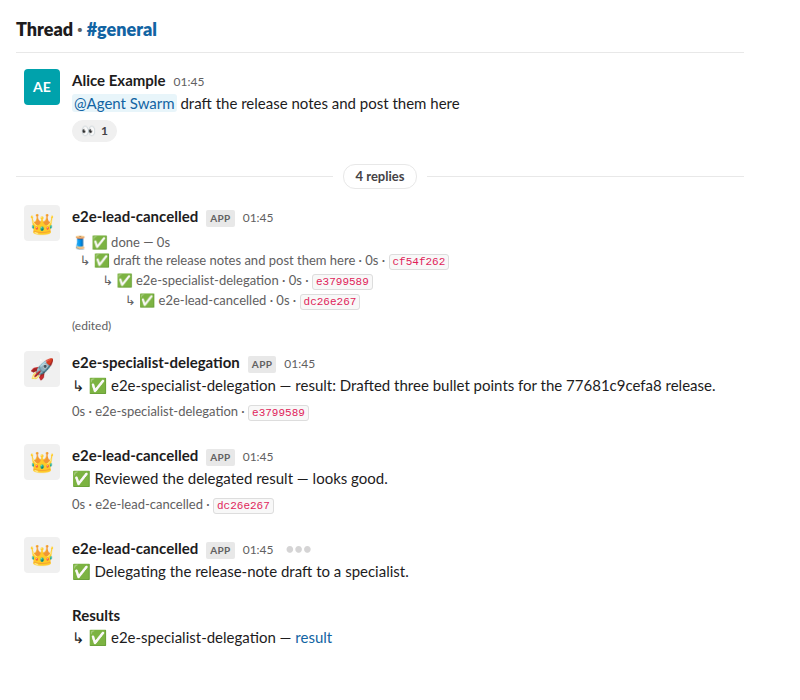 Thread • #general
AE
Alice Example 01:45
@Agent Swarm draft the release notes and post them here
👀 1
4 replies
e2e-lead-cancelled APP 01:45
🧵 ✅ done — 0s
↳ ✅ draft the release notes and post them here · 0s · cf54f262
↳ ✅ e2e-specialist-delegation · 0s · e3799589
↳ ✅ e2e-lead-cancelled · 0s · dc26e267
(edited)
e2e-specialist-delegation APP 01:45
↳ ✅ e2e-specialist-delegation — result: Drafted three bullet points for the 77681c9cefa8 release.
0s · e2e-specialist-delegation · e3799589
e2e-lead-cancelled APP 01:45
✅ Reviewed the delegated result — looks good.
0s · e2e-lead-cancelled · dc26e267
e2e-lead-cancelled APP 01:45
✅ Delegating the release-note draft to a specialist.
Results
↳ ✅ e2e-specialist-delegation — result